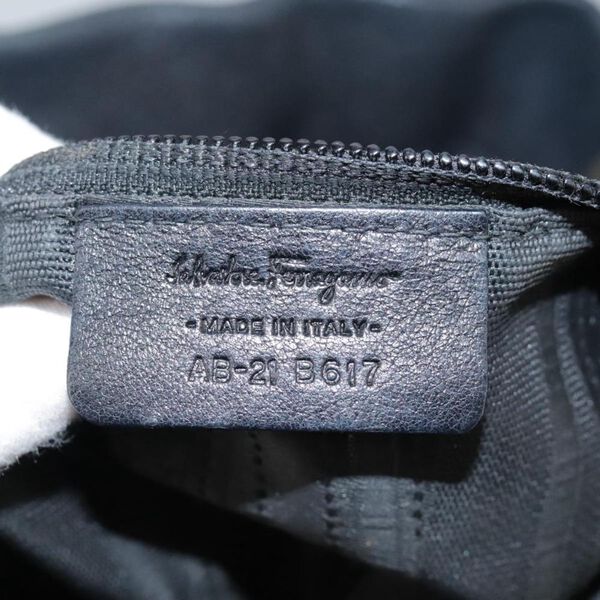 Salvatore Ferragamo
- MADE IN ITALY -
AB-21 B617